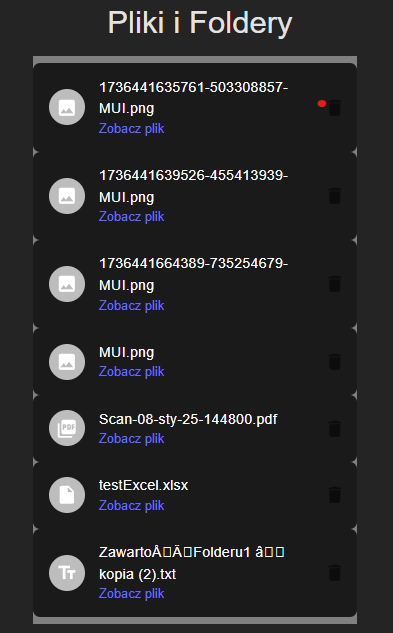 Pliki i Foldery
1736441635761-503308857-
MUI.png
Zobacz plik
1736441639526-455413939-
MUI.png
Zobacz plik
1736441664389-735254679-
MUI.png
Zobacz plik
MUI.png
Zobacz plik
PDF
Scan-08-sty-25-144800.pdf
Zobacz plik
testExcel.xlsx
Zobacz plik
Tт
ZawartoÅ□Ä□Folderu1 â□□
kopia (2).txt
Zobacz plik